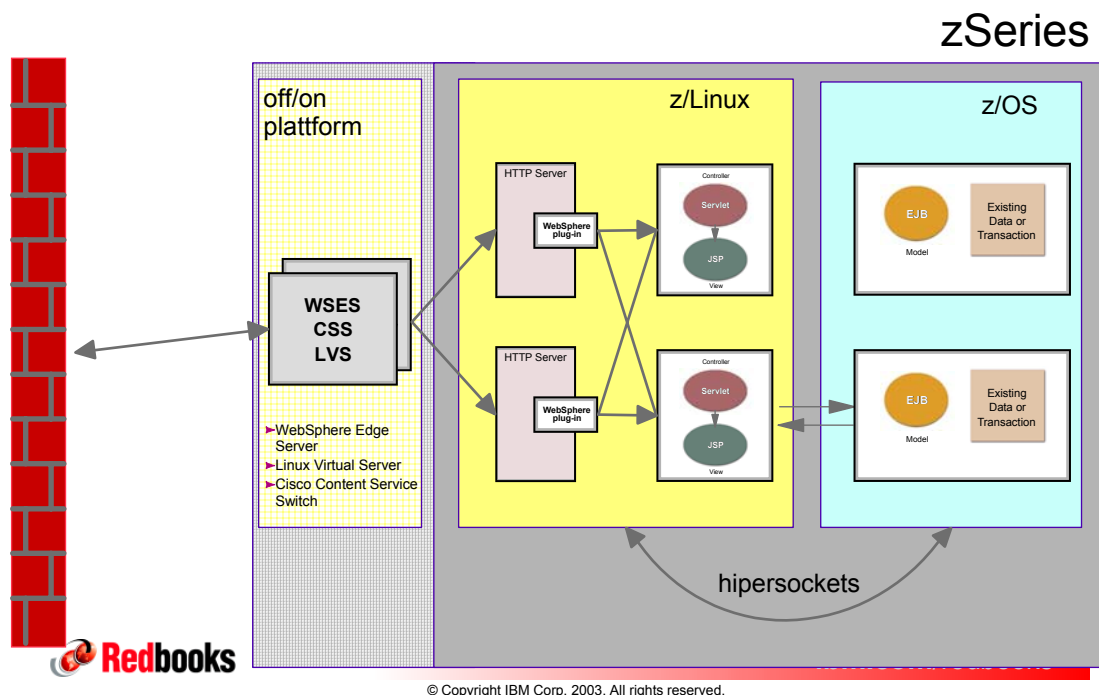 zSeries
off/on
plattform
WSES
CSS
LVS
►WebSphere Edge
Server
►Linux Virtual Server
►Cisco Content Service
Switch
z/Linux
HTTP Server
WebSphere
plug-in
Controller
Servlet
JSP
View
HTTP Server
WebSphere
plug-in
Controller
Servlet
JSP
View
z/OS
EJB
Model
Existing
Data or
Transaction
EJB
Model
Existing
Data or
Transaction
hipersockets
Redbooks
© Copyright IBM Corp. 2003. All rights reserved.